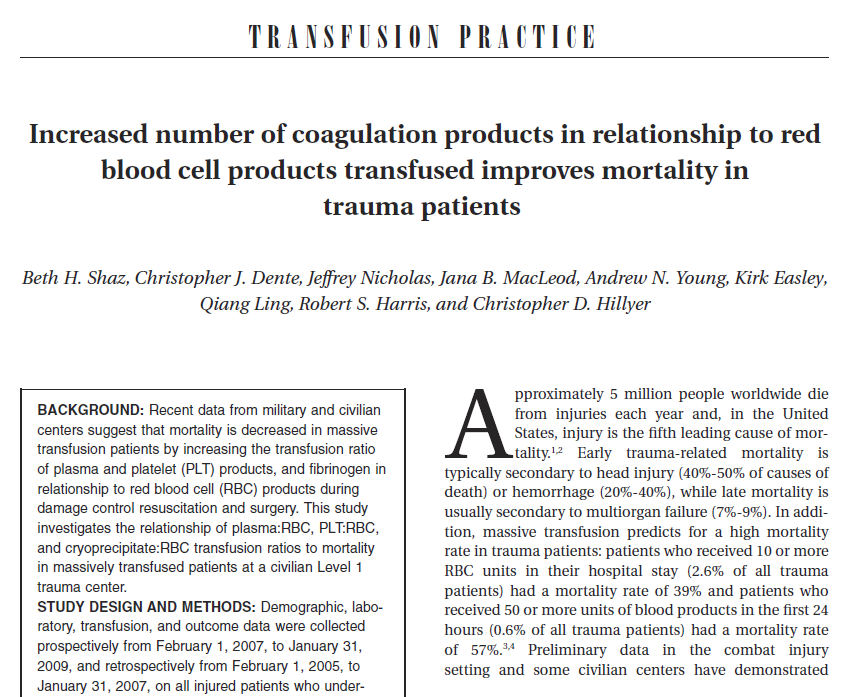 TRANSFUSION PRACTICE
Increased number of coagulation products in relationship to red
blood cell products transfused improves mortality in
trauma patients
Beth H. Shaz, Christopher J. Dente, Jeffrey Nicholas, Jana B. MacLeod, Andrew N. Young, Kirk Easley,
Qiang Ling, Robert S. Harris, and Christopher D. Hillyer
BACKGROUND: Recent data from military and civilian
centers suggest that mortality is decreased in massive
transfusion patients by increasing the transfusion ratio
of plasma and platelet (PLT) products, and fibrinogen in
relationship to red blood cell (RBC) products during
damage control resuscitation and surgery. This study
investigates the relationship of plasma:RBC, PLT:RBC,
and cryoprecipitate:RBC transfusion ratios to mortality
in massively transfused patients at a civilian Level 1
trauma center.
STUDY DESIGN AND METHODS: Demographic, labo-
ratory, transfusion, and outcome data were collected
prospectively from February 1, 2007, to January 31,
2009, and retrospectively from February 1, 2005, to
January 31, 2007, on all injured patients who under-
Approximately 5 million people worldwide die
from injuries each year and, in the United
States, injury is the fifth leading cause of mor-
tality.1,2 Early trauma-related mortality is
typically secondary to head injury (40%-50% of causes of
death) or hemorrhage (20%-40%), while late mortality is
usually secondary to multiorgan failure (7%-9%). In addi-
tion, massive transfusion predicts for a high mortality
rate in trauma patients: patients who received 10 or more
RBC units in their hospital stay (2.6% of all trauma
patients) had a mortality rate of 39% and patients who
received 50 or more units of blood products in the first 24
hours (0.6% of all trauma patients) had a mortality rate
of 57%.3,4 Preliminary data in the combat injury
setting and some civilian centers have demonstrated